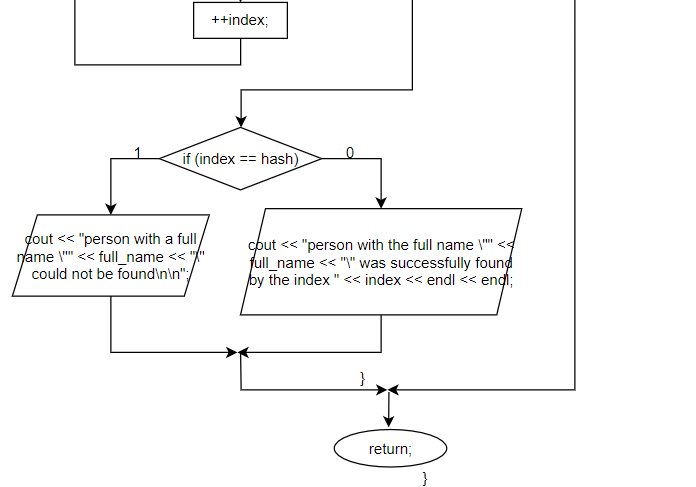 ++index;
if (index == hash)
1
0
cout << "person with a full
name \"" << full_name << "\"
could not be found\n\n";
cout << "person with the full name \"" <<
full_name << "\" was successfully found
by the index " << index << endl << endl;
}
return;
}